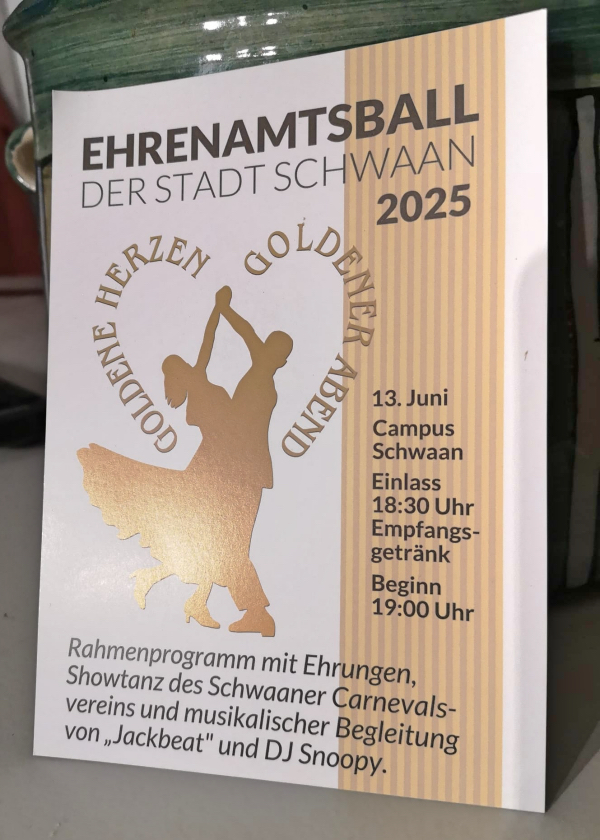 EHRENAMTSBALL
DER STADT SCHWAAN
2025
GOLDENE HERZEN
GOLDENER ABEND
13. Juni
Campus
Schwaan
Einlass
18:30 Uhr
Empfangs-
getränk
Beginn
19:00 Uhr
Rahmenprogramm mit Ehrungen,
Showtanz des Schwaaner Carnevals-
vereins und musikalischer Begleitung
von „Jackbeat" und DJ Snoopy.